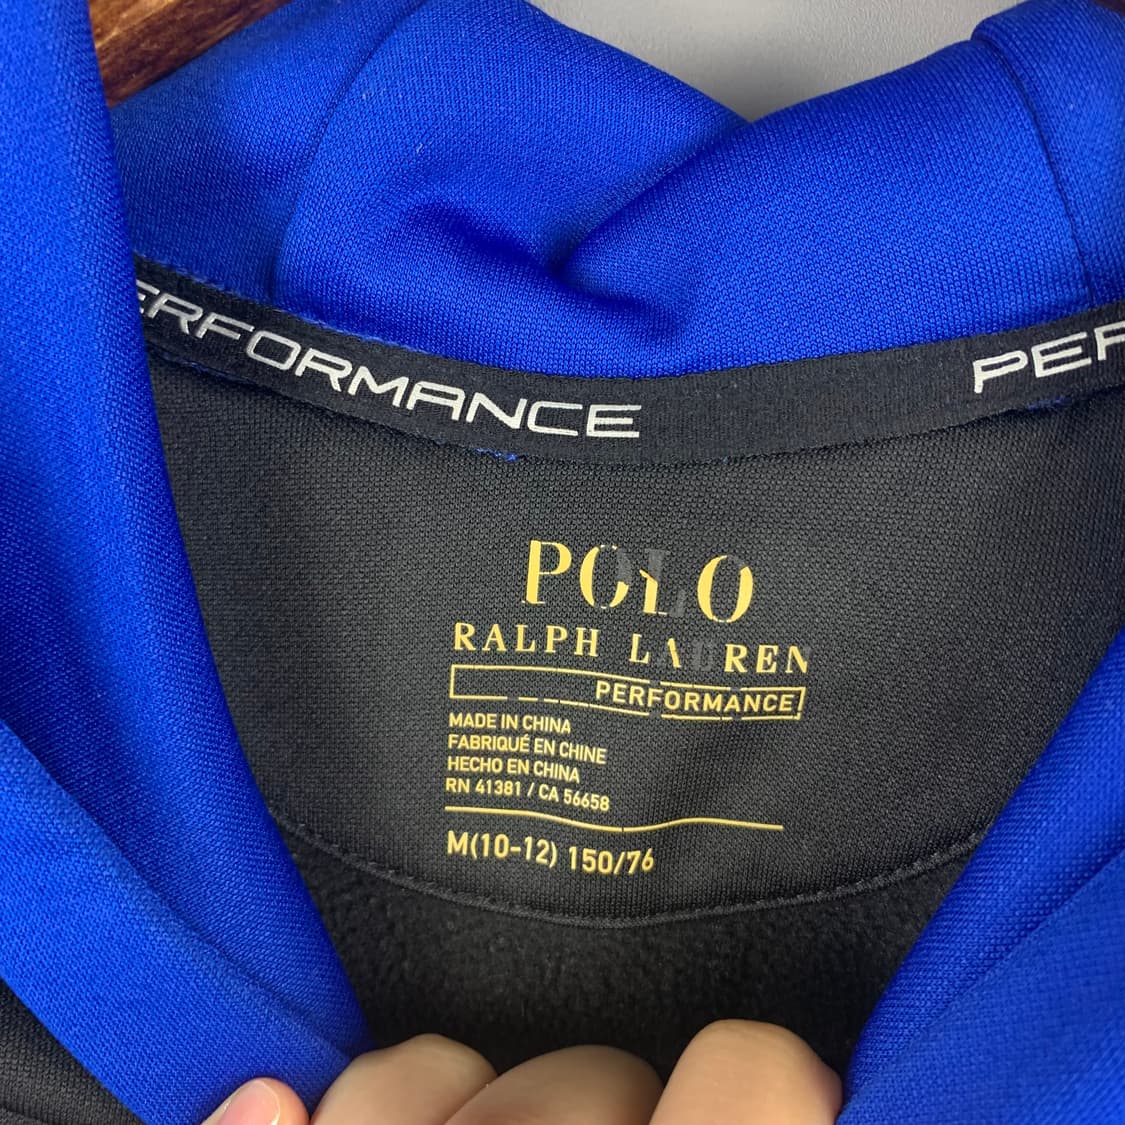 PERFORMANCE
PER
POLO
RALPH LAUREN
PERFORMANCE
MADE IN CHINA
FABRIQUÉ EN CHINE
HECHO EN CHINA
RN 41381 / CA 56658
M(10-12) 150/76